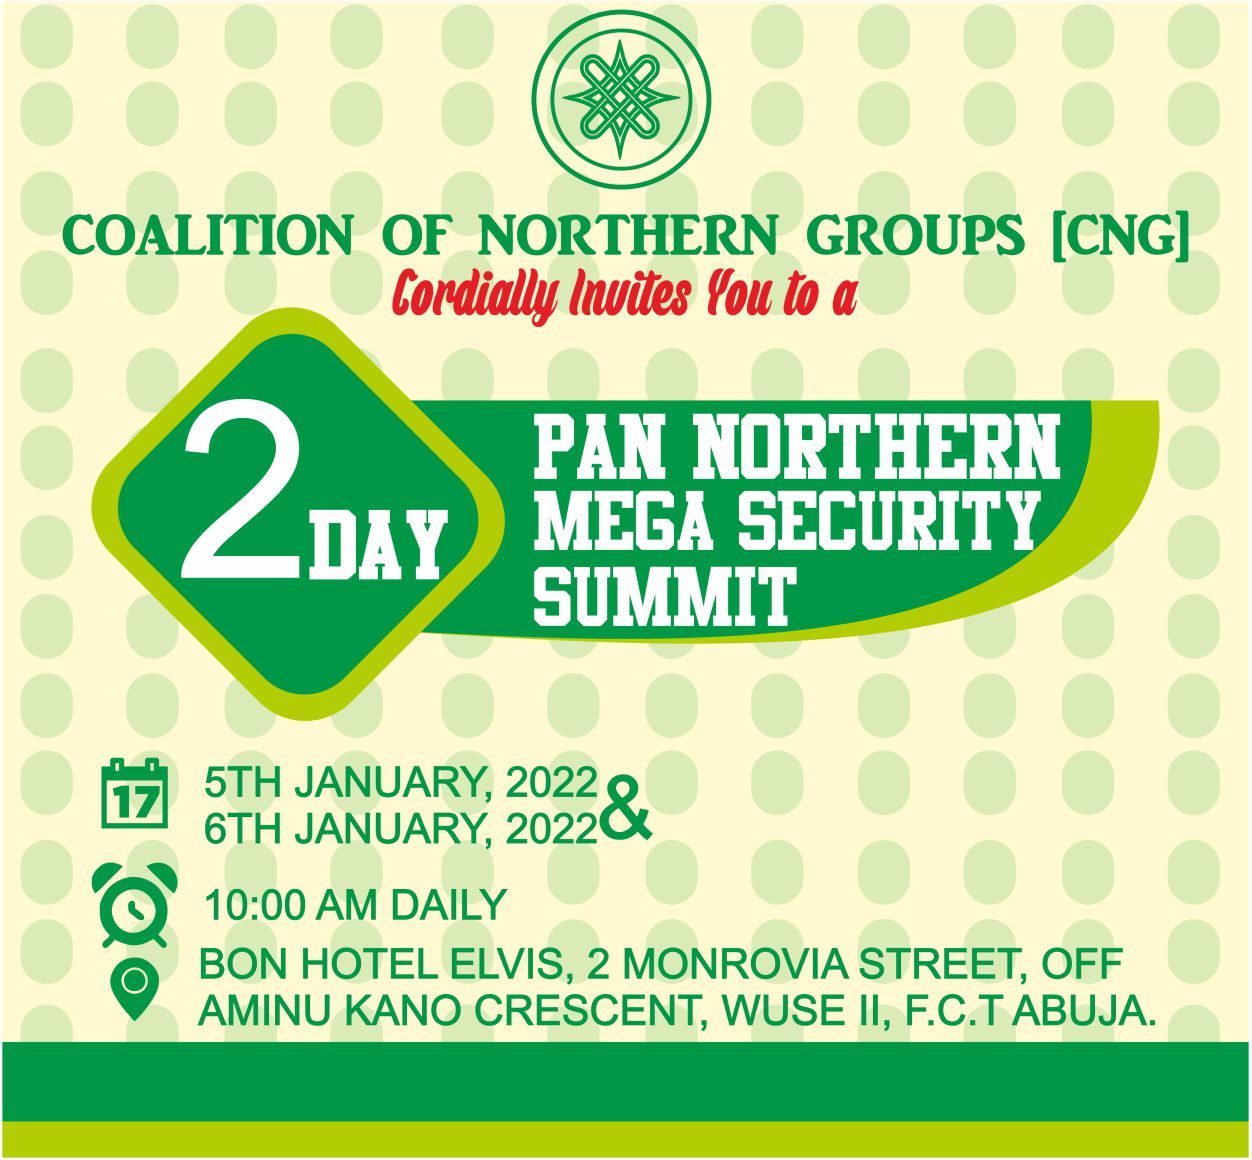 COALITION OF NORTHERN GROUPS [CNG]
Cordially Invites You to a
2 DAY
PAN NORTHERN
MEGA SECURITY
SUMMIT
17
5TH JANUARY, 2022 &
6TH JANUARY, 2022
10:00 AM DAILY
BON HOTEL ELVIS, 2 MONROVIA STREET, OFF
AMINU KANO CRESCENT, WUSE II, F.C.T ABUJA.